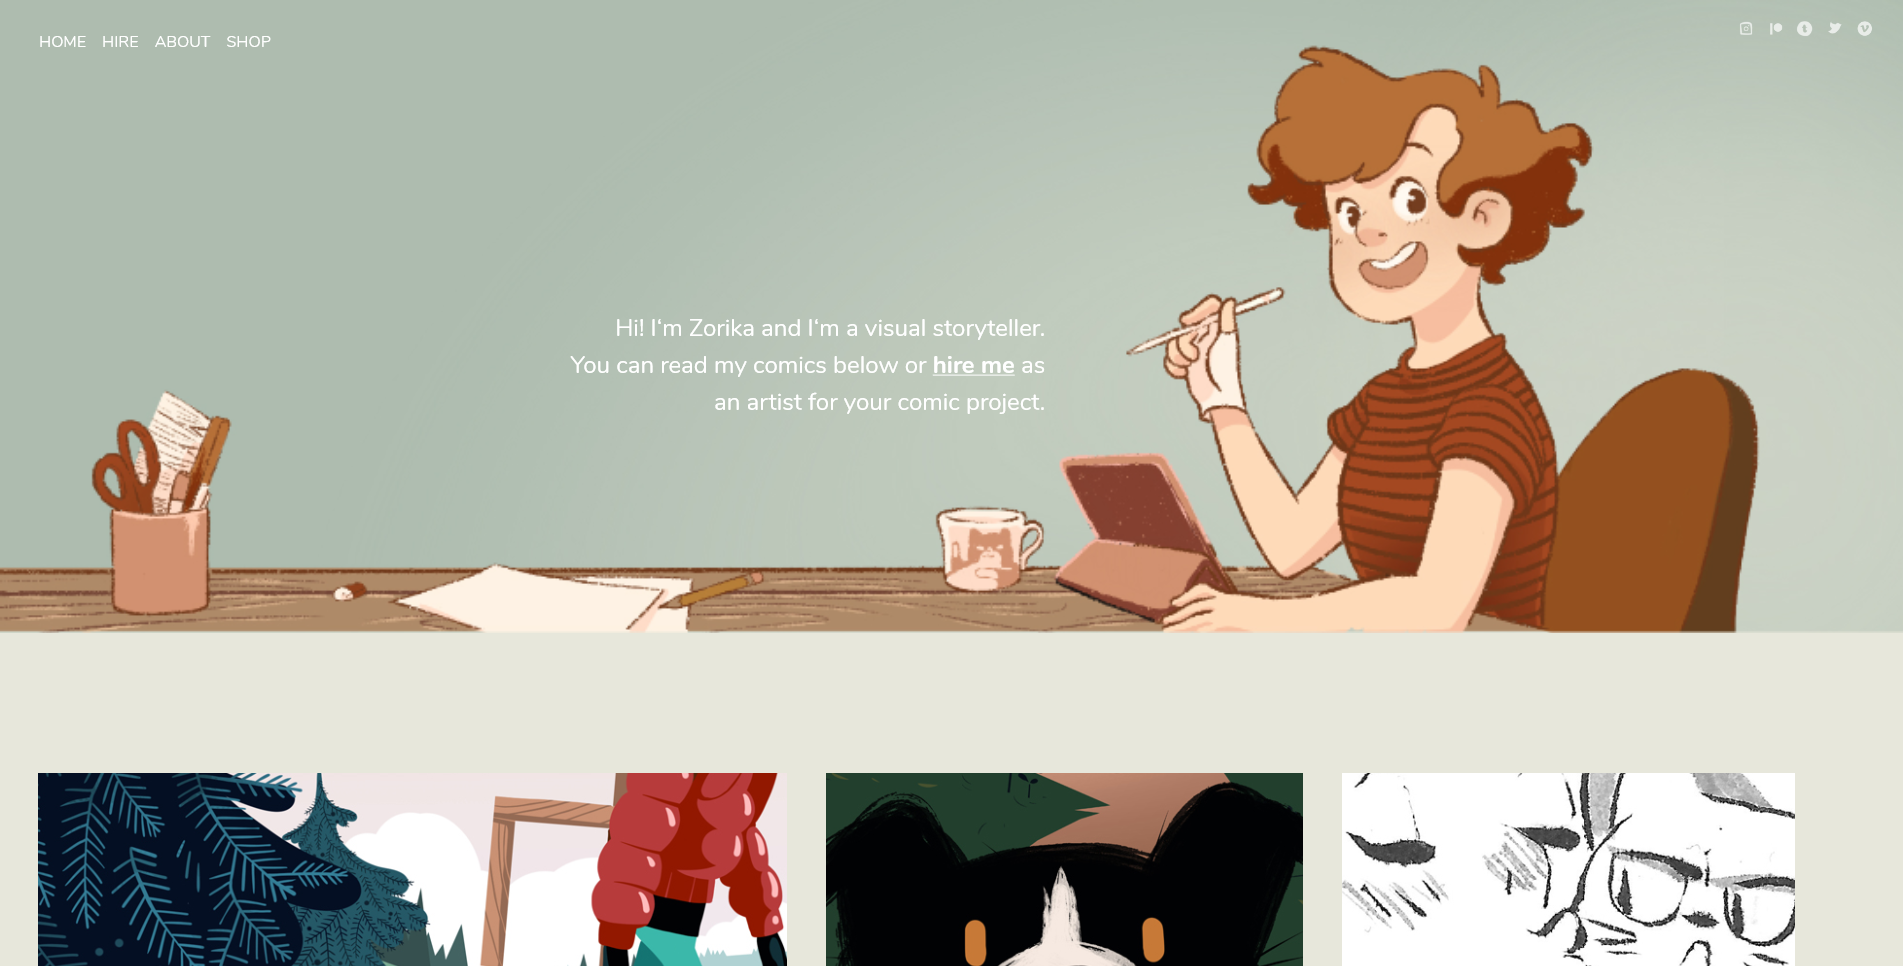 HOME HIRE ABOUT SHOP
Hi! I‘m Zorika and I‘m a visual storyteller.
You can read my comics below or hire me as
an artist for your comic project.